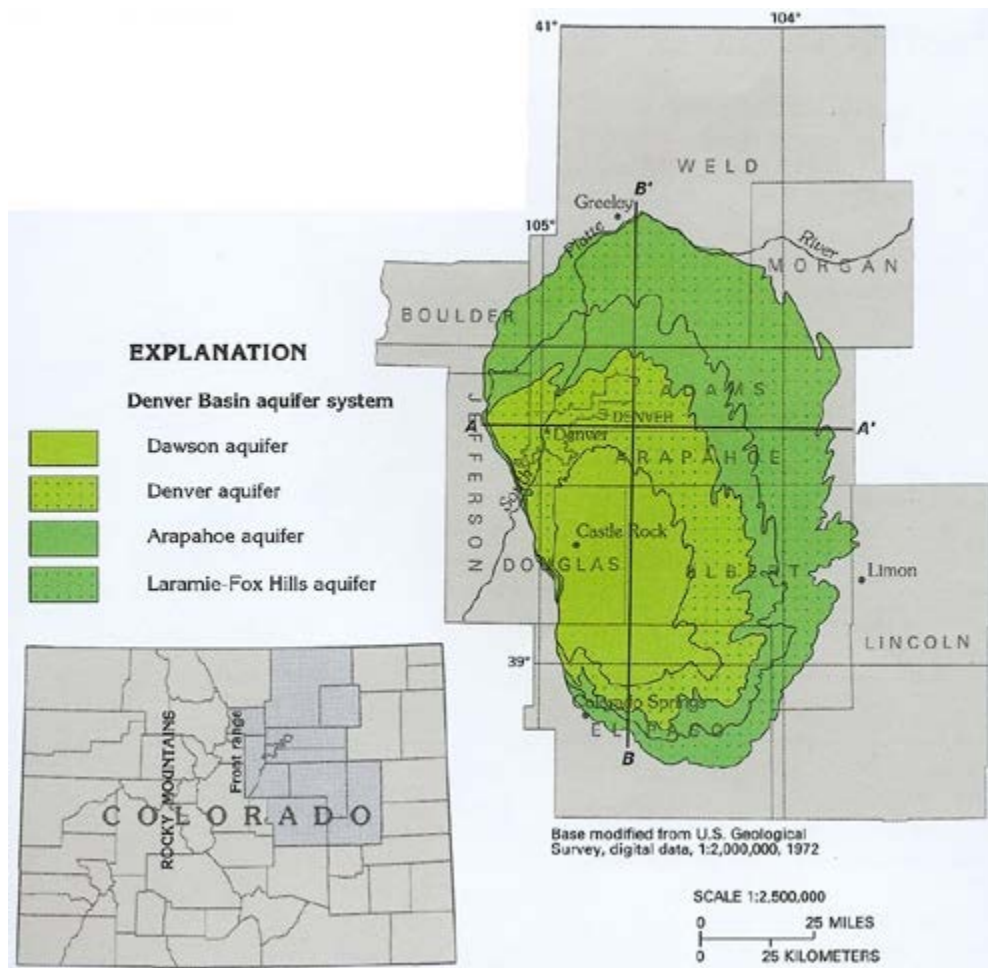 41°
104°
WELD
B'
Greeley
105°
Platte
River
MORGAN
BOULDER
EXPLANATION
Denver Basin aquifer system
Dawson aquifer
Denver aquifer
Arapahoe aquifer
Laramie-Fox Hills aquifer
ADAMS
DENVER
JEFFERSON
A
A'
Denver
ARAPAHOE
South
Castle Rock
DOUGLAS
ELBERT
Limon
LINCOLN
39°
Colorado Springs
EL PASO
B
ROCKY MOUNTAINS
Front range
COLORADO
Base modified from U.S. Geological
Survey, digital data, 1:2,000,000, 1972
SCALE 1:2,500,000
0 25 MILES
0 25 KILOMETERS